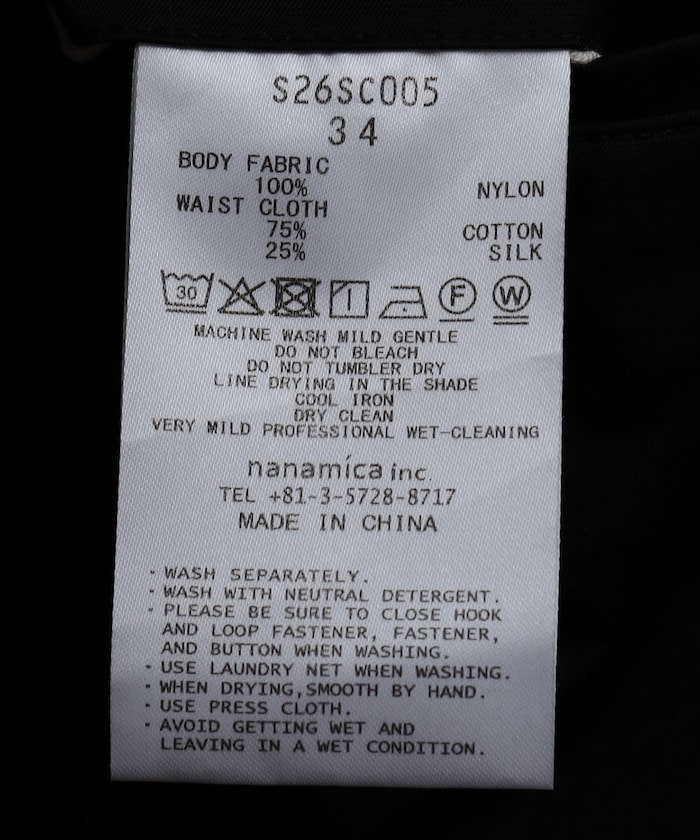 S26SC005
34
BODY FABRIC
100% NYLON
WAIST CLOTH
75% COTTON
25% SILK
30 F W
MACHINE WASH MILD GENTLE
DO NOT BLEACH
DO NOT TUMBLER DRY
LINE DRYING IN THE SHADE
COOL IRON
DRY CLEAN
VERY MILD PROFESSIONAL WET-CLEANING
nanamica inc.
TEL +81-3-5728-8717
MADE IN CHINA
・WASH SEPARATELY.
・WASH WITH NEUTRAL DETERGENT.
・PLEASE BE SURE TO CLOSE HOOK
AND LOOP FASTENER, FASTENER,
AND BUTTON WHEN WASHING.
・USE LAUNDRY NET WHEN WASHING.
・WHEN DRYING,SMOOTH BY HAND.
・USE PRESS CLOTH.
・AVOID GETTING WET AND
LEAVING IN A WET CONDITION.